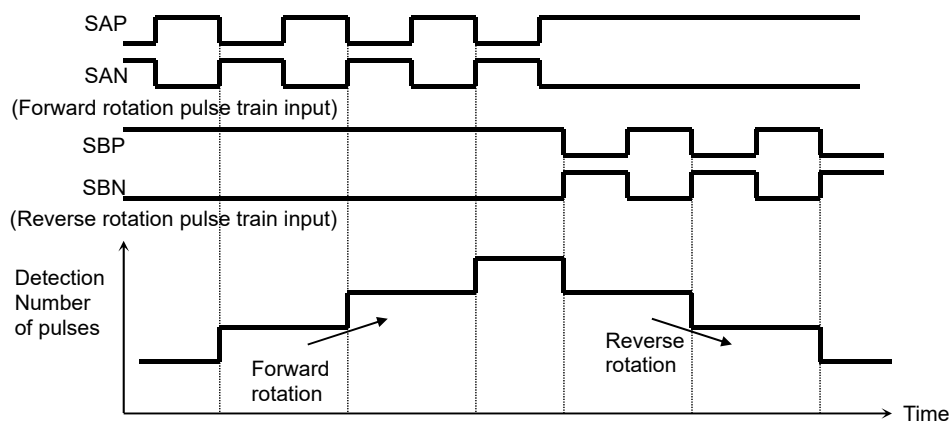 SAP
SAN
(Forward rotation pulse train input)
SBP
SBN
(Reverse rotation pulse train input)
Detection
Number
of pulses
Forward
rotation
Reverse
rotation
Time